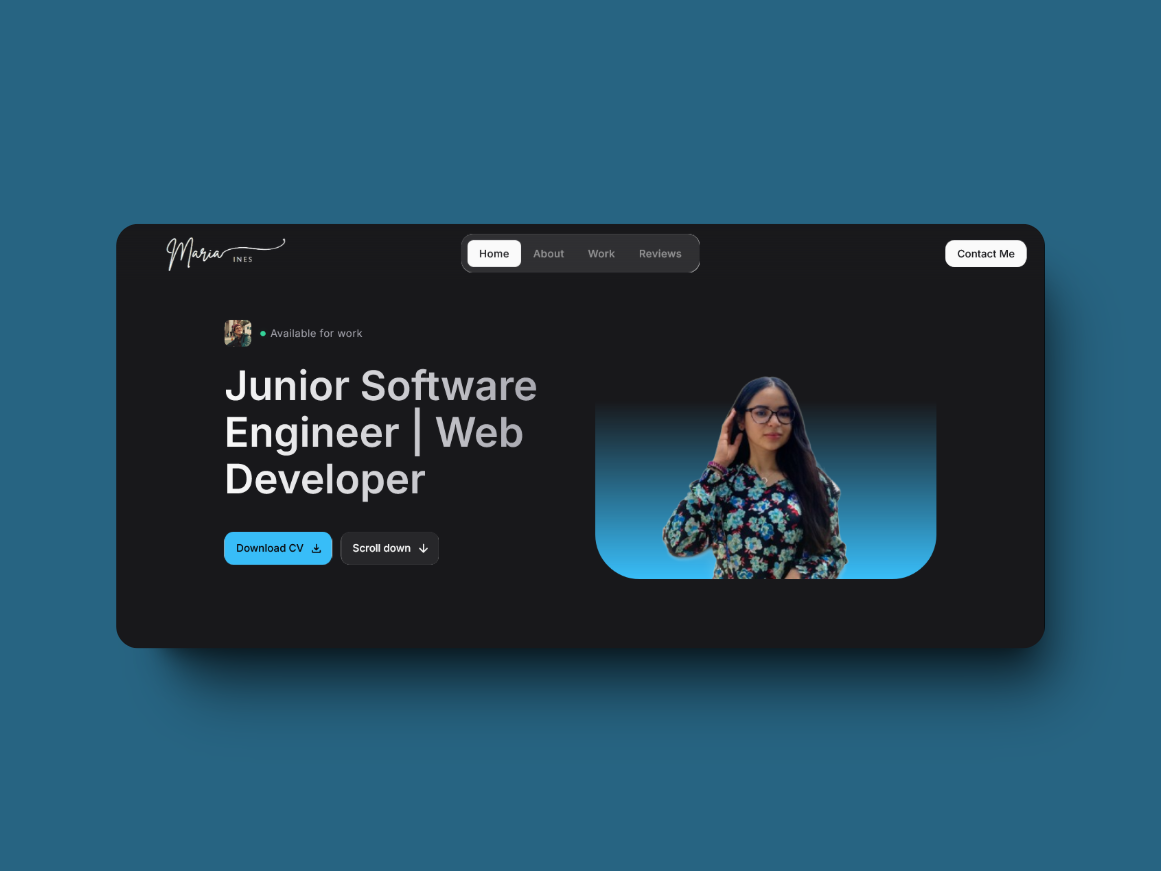 Maria
INES
Home About Work Reviews
Contact Me
Available for work
Junior Software
Engineer | Web
Developer
Download CV
Scroll down